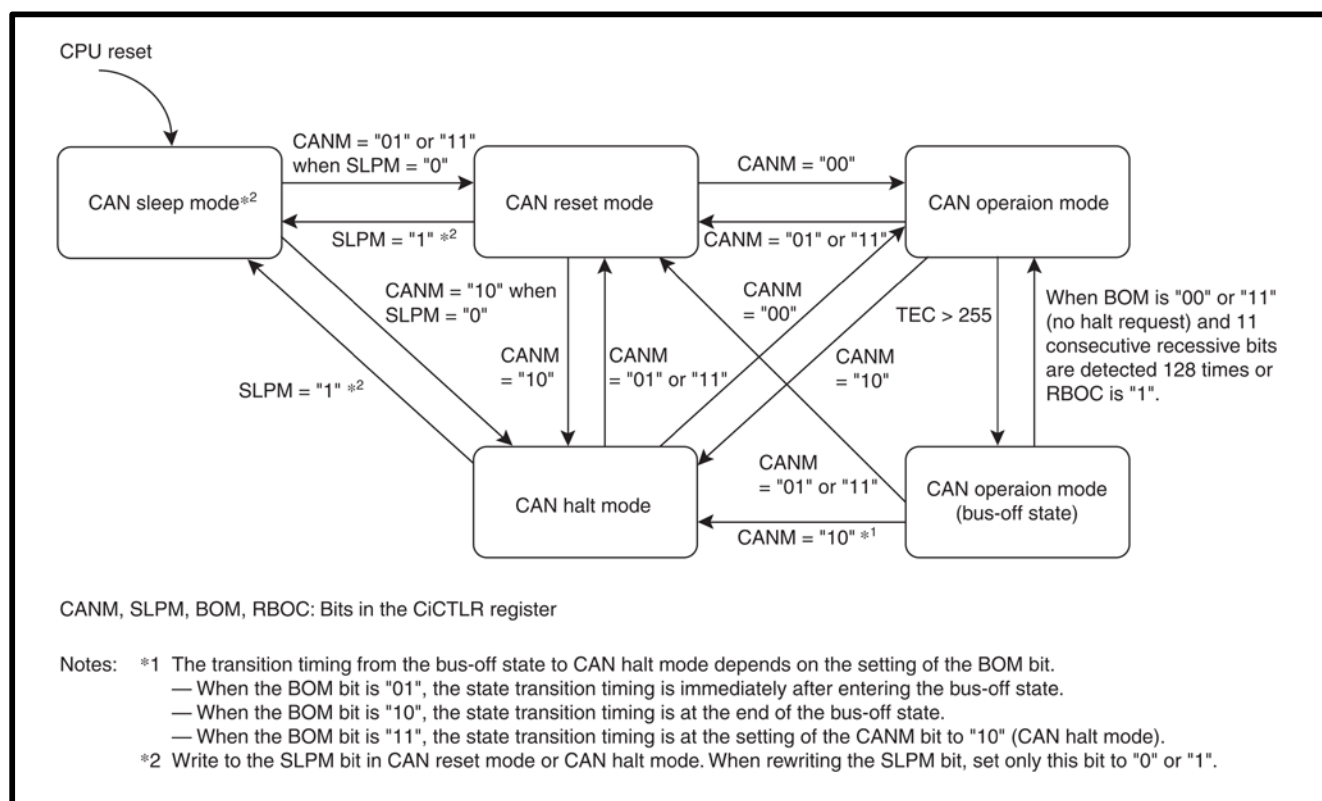 CPU reset
CANM = "01" or "11"
when SLPM = "0"
CANM = "00"
CAN sleep mode*2
CAN reset mode
CAN operaion mode
SLPM = "1" *2
CANM = "01" or "11"
CANM = "10" when
SLPM = "0"
CANM
= "00"
TEC > 255
When BOM is "00" or "11"
(no halt request) and 11
consecutive recessive bits
are detected 128 times or
RBOC is "1".
SLPM = "1" *2
CANM
= "10"
CANM
= "01" or "11"
CANM
= "10"
CANM
= "01" or "11"
CAN halt mode
CAN operaion mode
(bus-off state)
CANM = "10" *1
CANM, SLPM, BOM, RBOC: Bits in the CiCTLR register
Notes: *1 The transition timing from the bus-off state to CAN halt mode depends on the setting of the BOM bit.
— When the BOM bit is "01", the state transition timing is immediately after entering the bus-off state.
— When the BOM bit is "10", the state transition timing is at the end of the bus-off state.
— When the BOM bit is "11", the state transition timing is at the setting of the CANM bit to "10" (CAN halt mode).
*2 Write to the SLPM bit in CAN reset mode or CAN halt mode. When rewriting the SLPM bit, set only this bit to "0" or "1".